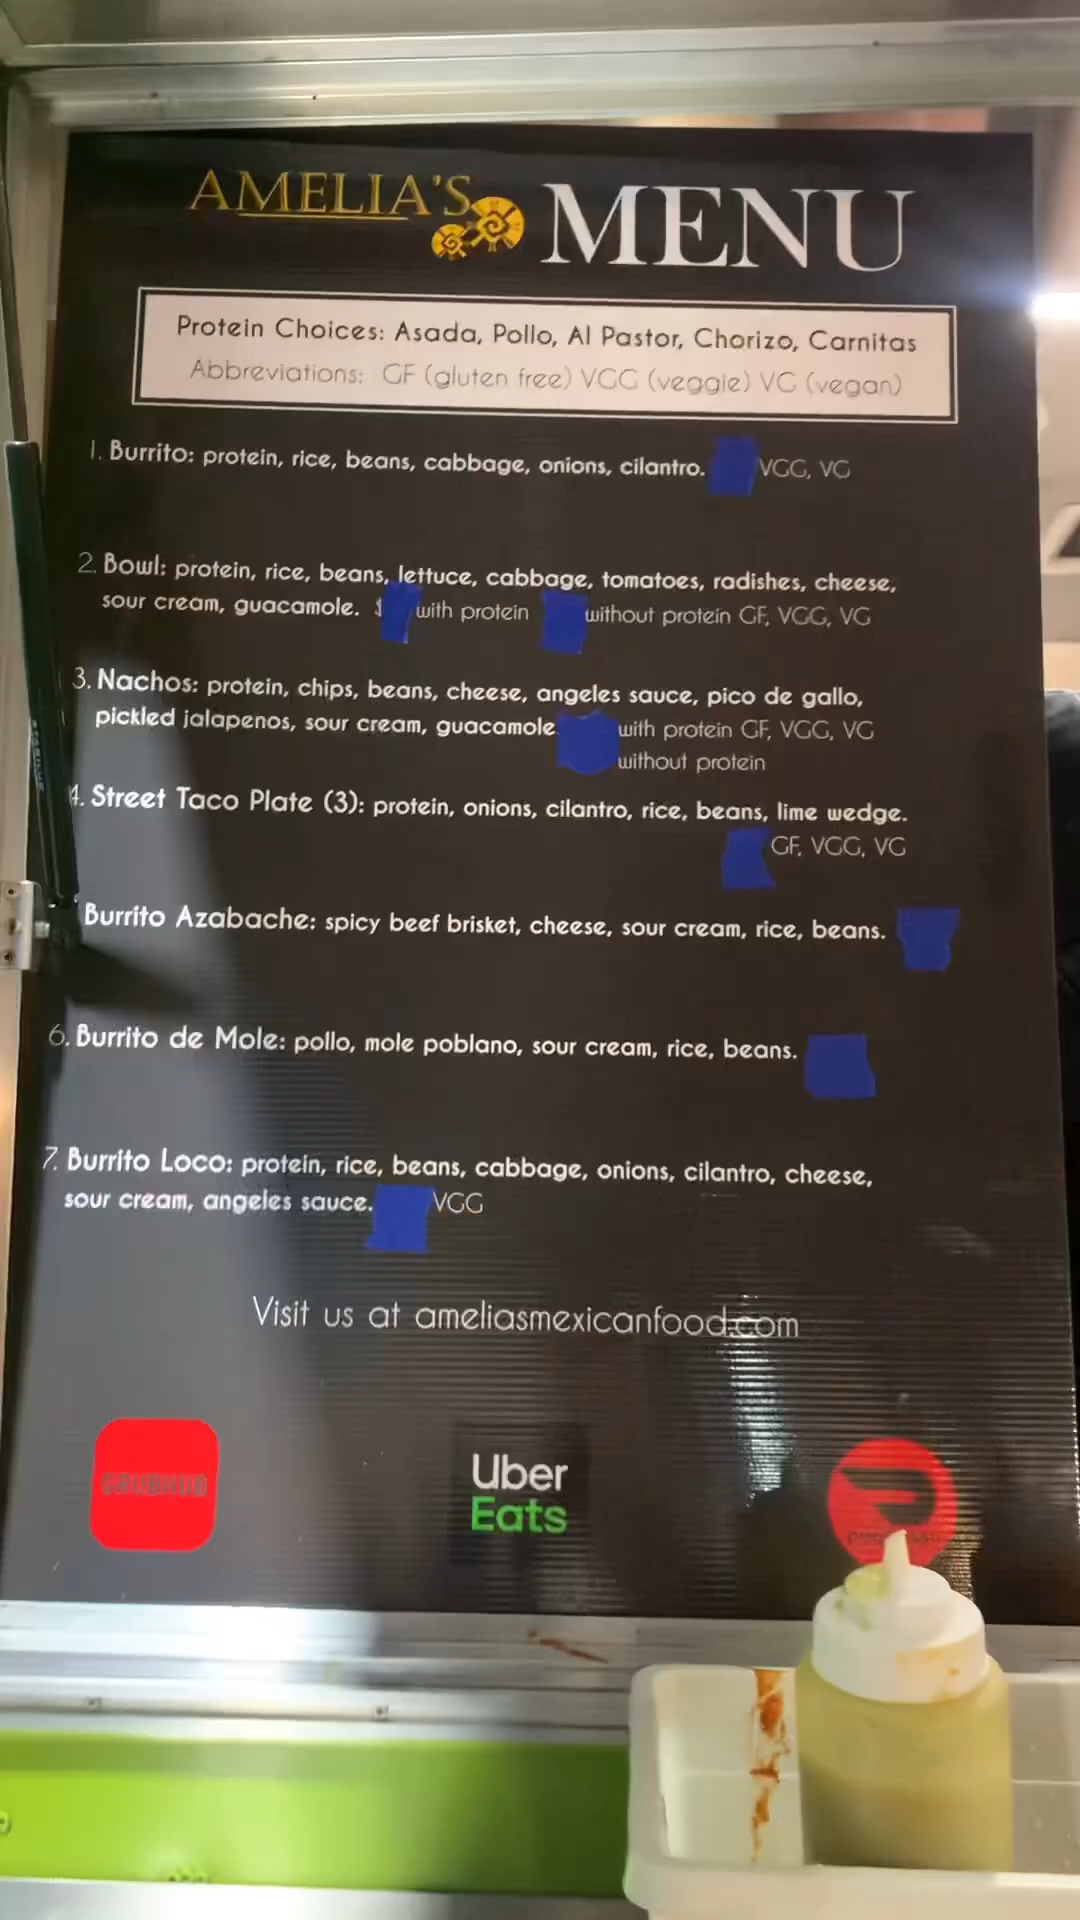 AMELIA'S MENU
Protein Choices: Asada, Pollo, Al Pastor, Chorizo, Carnitas
Abbreviations: GF (gluten free) VGG (veggie) VG (vegan)
1. Burrito: protein, rice, beans, cabbage, onions, cilantro. VGG, VG
2. Bowl: protein, rice, beans, lettuce, cabbage, tomatoes, radishes, cheese,
sour cream, guacamole. $ with protein without protein GF, VGG, VG
3. Nachos: protein, chips, beans, cheese, angeles sauce, pico de gallo,
pickled jalapenos, sour cream, guacamole with protein GF, VGG, VG
without protein
4. Street Taco Plate (3): protein, onions, cilantro, rice, beans, lime wedge.
GF, VGG, VG
Burrito Azabache: spicy beef brisket, cheese, sour cream, rice, beans.
6. Burrito de Mole: pollo, mole poblano, sour cream, rice, beans.
7. Burrito Loco: protein, rice, beans, cabbage, onions, cilantro, cheese,
sour cream, angeles sauce. VGG
Visit us at ameliasmexicanfood.com
GRUBHUB
Uber
Eats